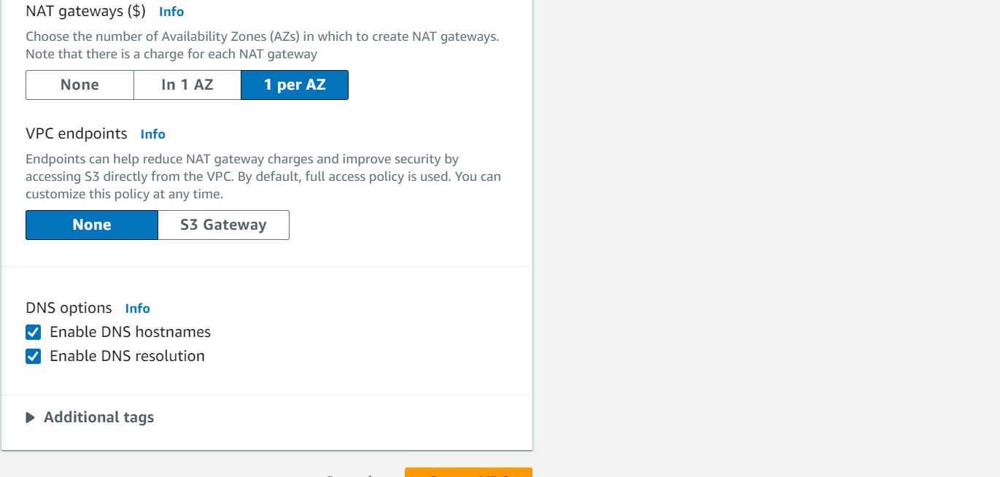 NAT gateways ($) Info
Choose the number of Availability Zones (AZs) in which to create NAT gateways.
Note that there is a charge for each NAT gateway
None In 1 AZ 1 per AZ
VPC endpoints Info
Endpoints can help reduce NAT gateway charges and improve security by
accessing S3 directly from the VPC. By default, full access policy is used. You can
customize this policy at any time.
None S3 Gateway
DNS options Info
Enable DNS hostnames
Enable DNS resolution
Additional tags